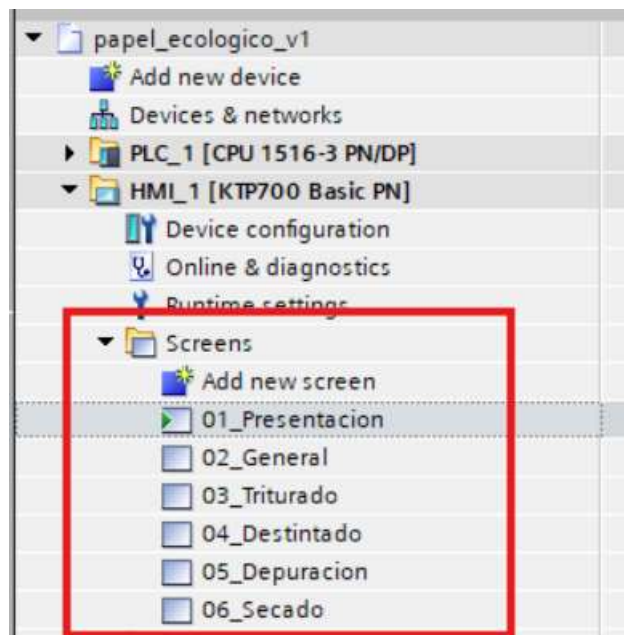 papel_ecologico_v1
Add new device
Devices & networks
PLC_1 [CPU 1516-3 PN/DP]
HMI_1 [KTP700 Basic PN]
Device configuration
Online & diagnostics
Runtime settings
Screens
Add new screen
01_Presentacion
02_General
03_Triturado
04_Destintado
05_Depuracion
06_Secado